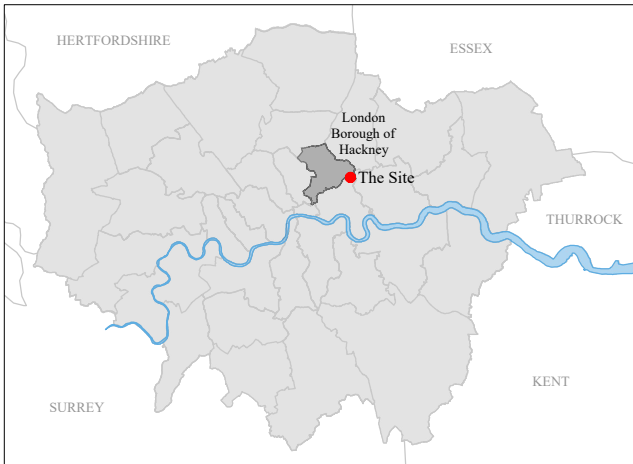 HERTFORDSHIRE
ESSEX
London
Borough of
Hackney
The Site
THURROCK
KENT
SURREY